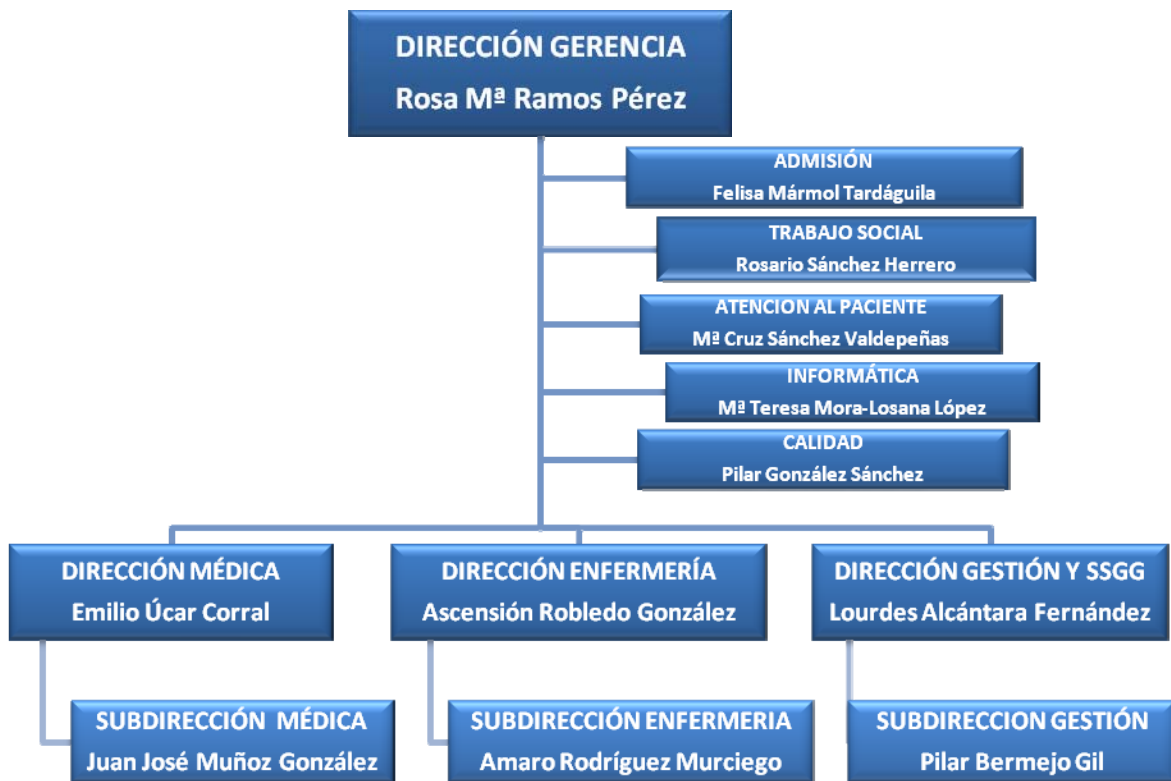 DIRECCIÓN GERENCIA
Rosa Mª Ramos Pérez
ADMISIÓN
Felisa Mármol Tardáguila
TRABAJO SOCIAL
Rosario Sánchez Herrero
ATENCION AL PACIENTE
Mª Cruz Sánchez Valdepeñas
INFORMÁTICA
Mª Teresa Mora-Losana López
CALIDAD
Pilar González Sánchez
DIRECCIÓN MÉDICA
Emilio Úcar Corral
DIRECCIÓN ENFERMERÍA
Ascensión Robledo González
DIRECCIÓN GESTIÓN Y SSGG
Lourdes Alcántara Fernández
SUBDIRECCIÓN MÉDICA
Juan José Muñoz González
SUBDIRECCIÓN ENFERMERIA
Amaro Rodríguez Murciego
SUBDIRECCION GESTIÓN
Pilar Bermejo Gil